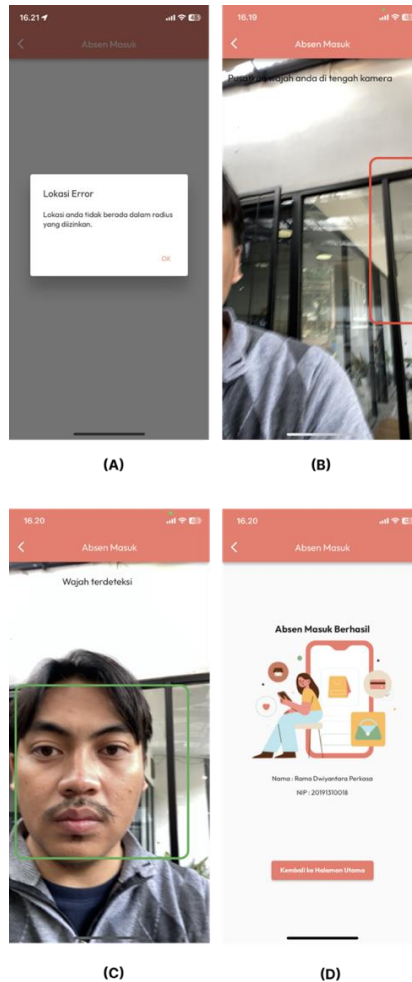 16.21
Absen Masuk
Lokasi Error
Lokasi anda tidak berada dalam radius
yang diizinkan.
OK
(A)
16.19
Absen Masuk
Pusatkan wajah anda di tengah kamera
(B)
16.20
Absen Masuk
Wajah terdeteksi
(C)
16.20
Absen Masuk
Absen Masuk Berhasil
Nama : Rama Dwiyantara Perkasa
NIP : 20191310018
Kembali ke Halaman Utama
(D)